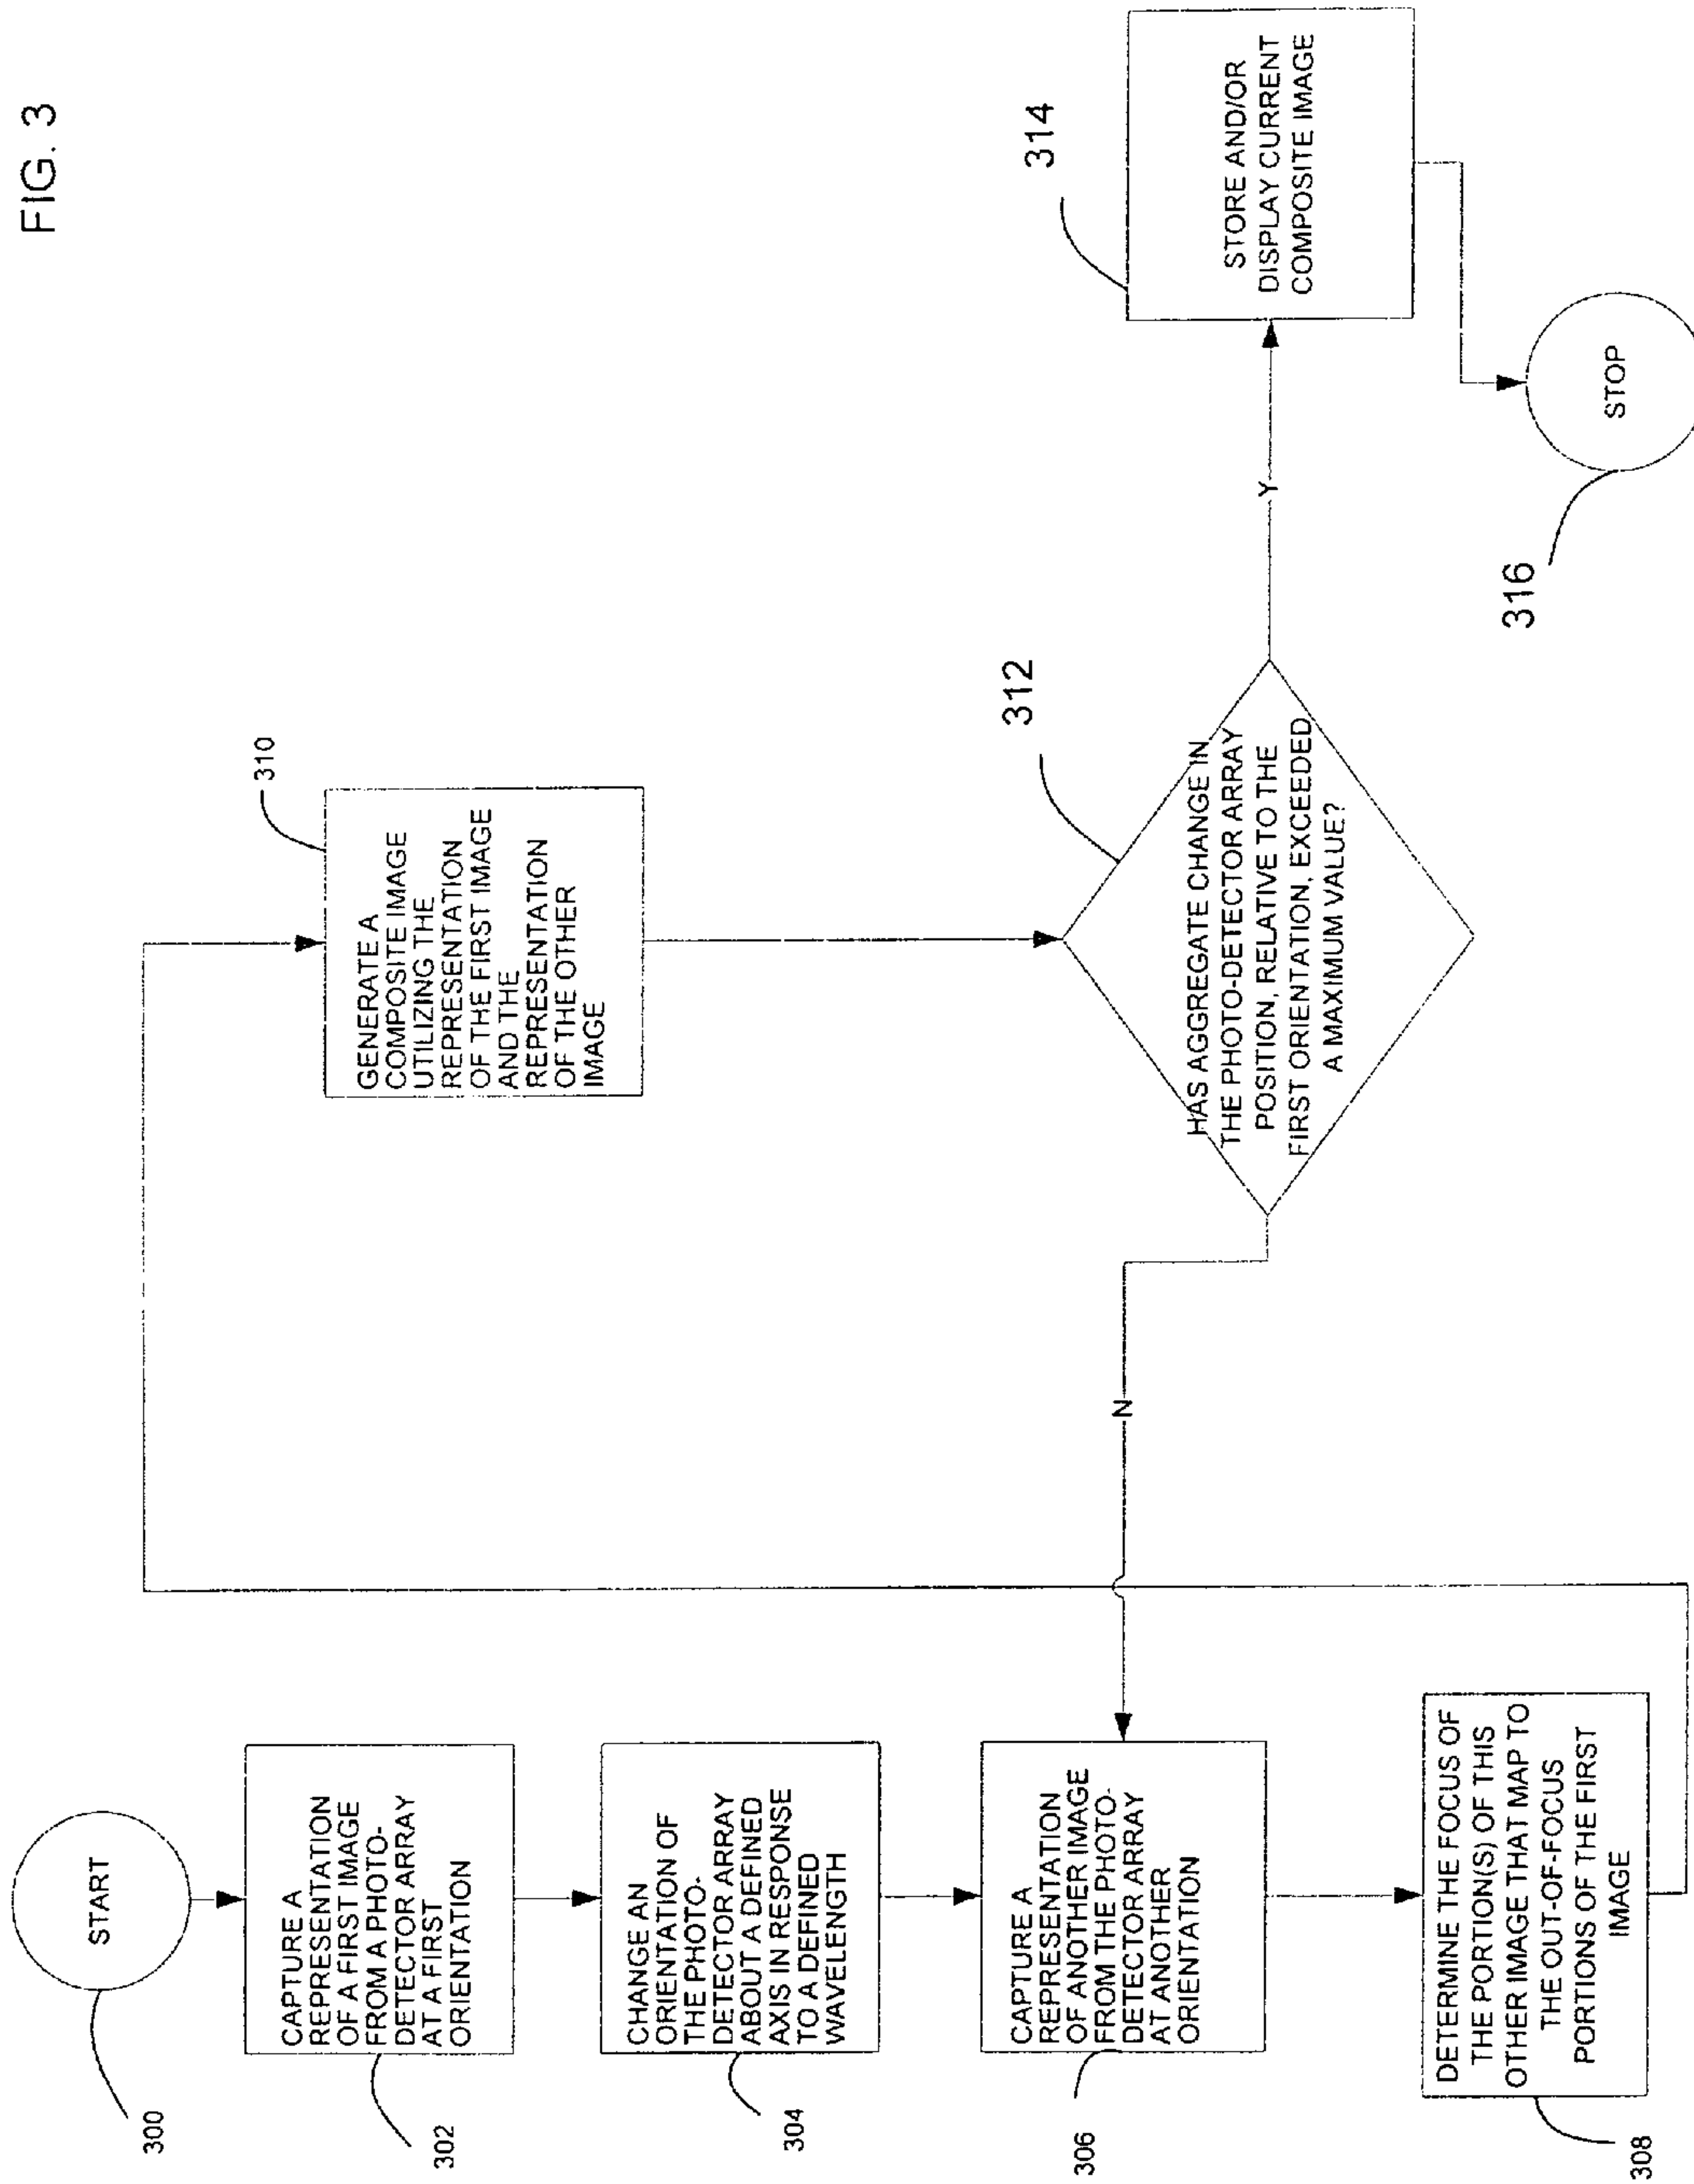 FIG. 3
START
300
CAPTURE A
REPRESENTATION
OF A FIRST IMAGE
FROM A PHOTO-
DETECTOR ARRAY
AT A FIRST
ORIENTATION
302
CHANGE AN
ORIENTATION OF
THE PHOTO-
DETECTOR ARRAY
ABOUT A DEFINED
AXIS IN RESPONSE
TO A DEFINED
WAVELENGTH
304
CAPTURE A
REPRESENTATION
OF ANOTHER IMAGE
FROM THE PHOTO-
DETECTOR ARRAY
AT ANOTHER
ORIENTATION
306
DETERMINE THE FOCUS OF
THE PORTION(S) OF THIS
OTHER IMAGE THAT MAP TO
THE OUT-OF-FOCUS
PORTIONS OF THE FIRST
IMAGE
308
GENERATE A
COMPOSITE IMAGE
UTILIZING THE
REPRESENTATION
OF THE FIRST IMAGE
AND THE
REPRESENTATION
OF THE OTHER
IMAGE
310
HAS AGGREGATE CHANGE IN
THE PHOTO-DETECTOR ARRAY
POSITION, RELATIVE TO THE
FIRST ORIENTATION, EXCEEDED
A MAXIMUM VALUE?
312
N
Y
STORE AND/OR
DISPLAY CURRENT
COMPOSITE IMAGE
314
STOP
316